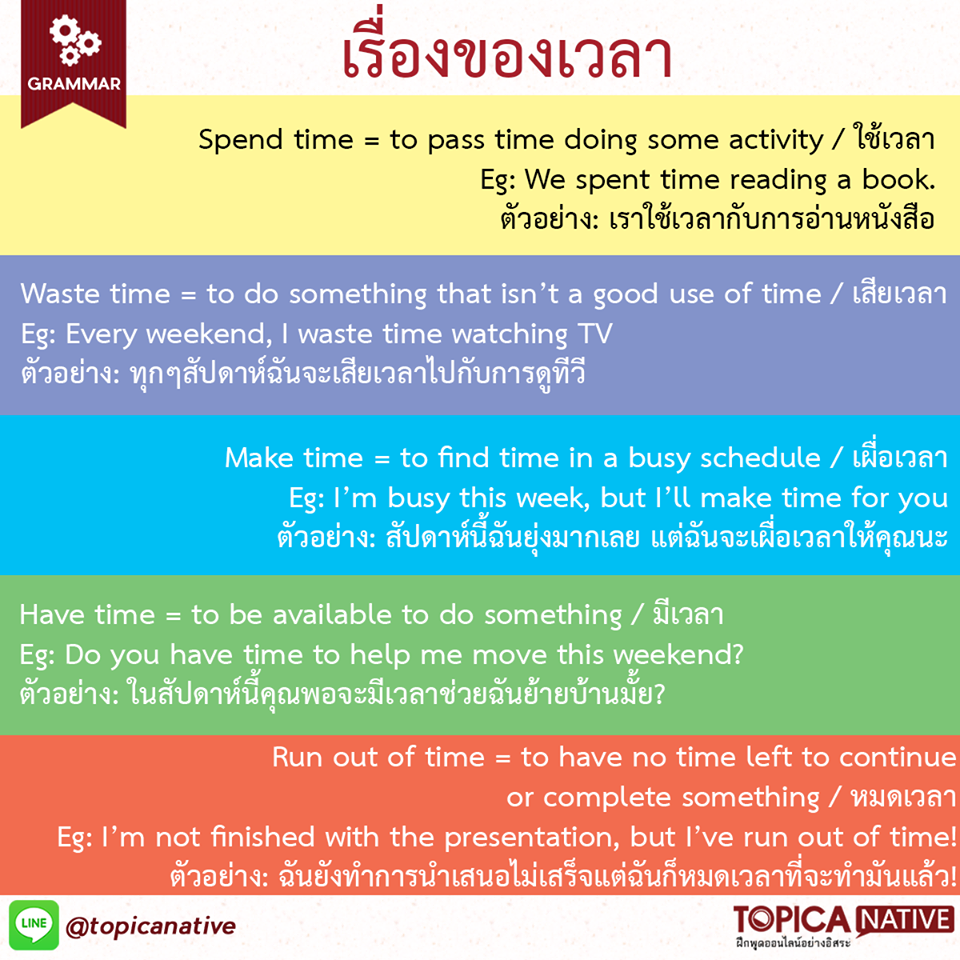 GRAMMAR
เรื่องของเวลา
Spend time = to pass time doing some activity / ใช้เวลา
Eg: We spent time reading a book.
ตัวอย่าง: เราใช้เวลากับการอ่านหนังสือ
Waste time = to do something that isn't a good use of time / เสียเวลา
Eg: Every weekend, I waste time watching TV
ตัวอย่าง: ทุกๆสัปดาห์ฉันจะเสียเวลาไปกับการดูทีวี
Make time = to find time in a busy schedule / เผื่อเวลา
Eg: I'm busy this week, but I'll make time for you
ตัวอย่าง: สัปดาห์นี้ฉันยุ่งมากเลย แต่ฉันจะเผื่อเวลาให้คุณนะ
Have time = to be available to do something / มีเวลา
Eg: Do you have time to help me move this weekend?
ตัวอย่าง: ในสัปดาห์นี้คุณพอจะมีเวลาช่วยฉันย้ายบ้านมั้ย?
Run out of time = to have no time left to continue
or complete something / หมดเวลา
Eg: I'm not finished with the presentation, but I've run out of time!
ตัวอย่าง: ฉันยังทำการนำเสนอไม่เสร็จแต่ฉันก็หมดเวลาที่จะทำมันแล้ว!
LINE @topicanative
TOPICA NATIVE
ฝึกพูดออนไลน์อย่างอิสระ